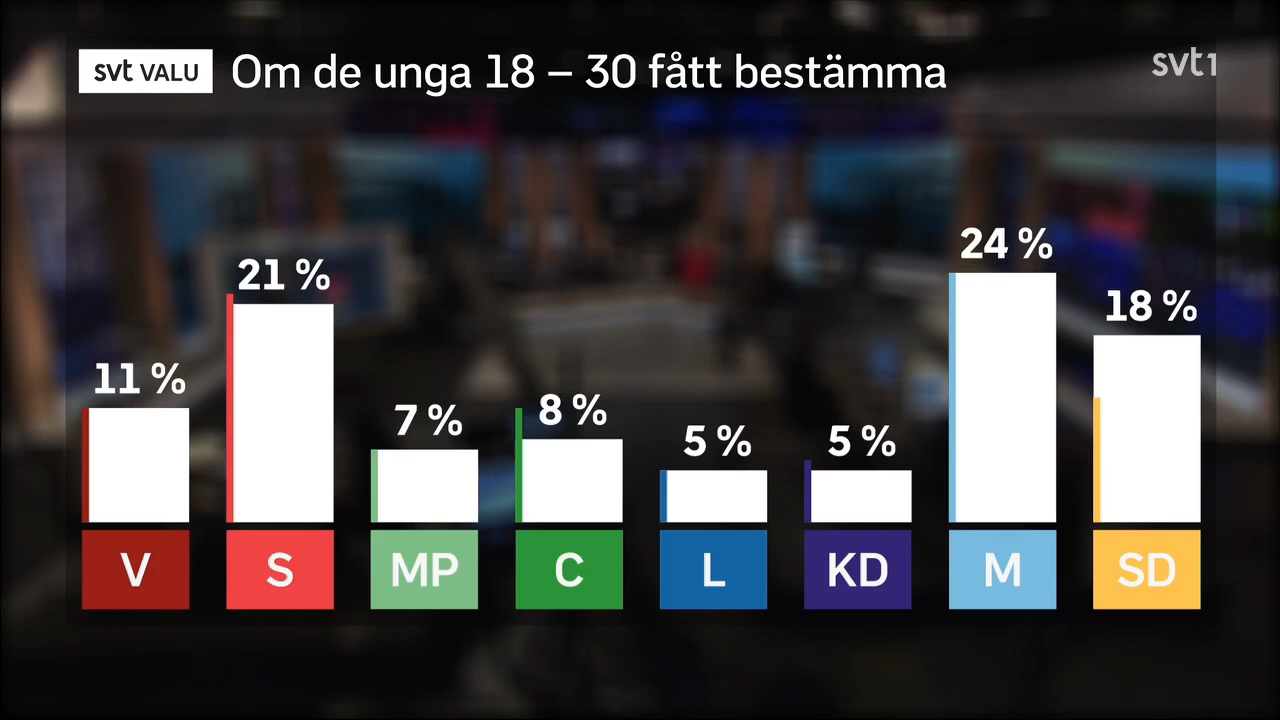 svt VALU Om de unga 18 – 30 fått bestämma
svt1
11 % 21 % 7 % 8 % 5 % 5 % 24 % 18 %
V S MP C L KD M SD